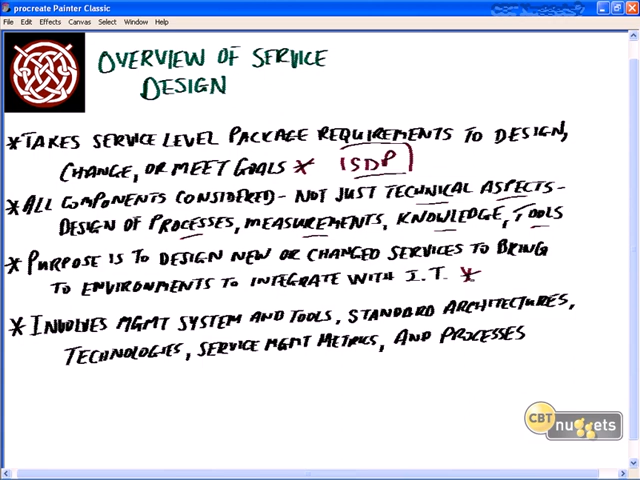 procreate Painter Classic
CBT Nuggets
File Edit Effects Canvas Select Window Help
OVERVIEW OF SERVICE
DESIGN
* TAKES SERVICE LEVEL PACKAGE REQUIREMENTS TO DESIGN,
CHANGE, OR MEET GOALS * 1SDP
* ALL COMPONENTS CONSIDERED - NOT JUST TECHNICAL ASPECTS -
DESIGN OF PROCESSES, MEASUREMENTS, KNOWLEDGE, TOOLS
* PURPOSE IS TO DESIGN NEW OR CHANGED SERVICES TO BRING
TO ENVIRONMENTS TO INTEGRATE WITH I.T. *
* INVOLVES MGMT SYSTEM AND TOOLS, STANDARD ARCHITECTURES,
TECHNOLOGIES, SERVICE MGMT METRICS, AND PROCESSES
CBT nuggets